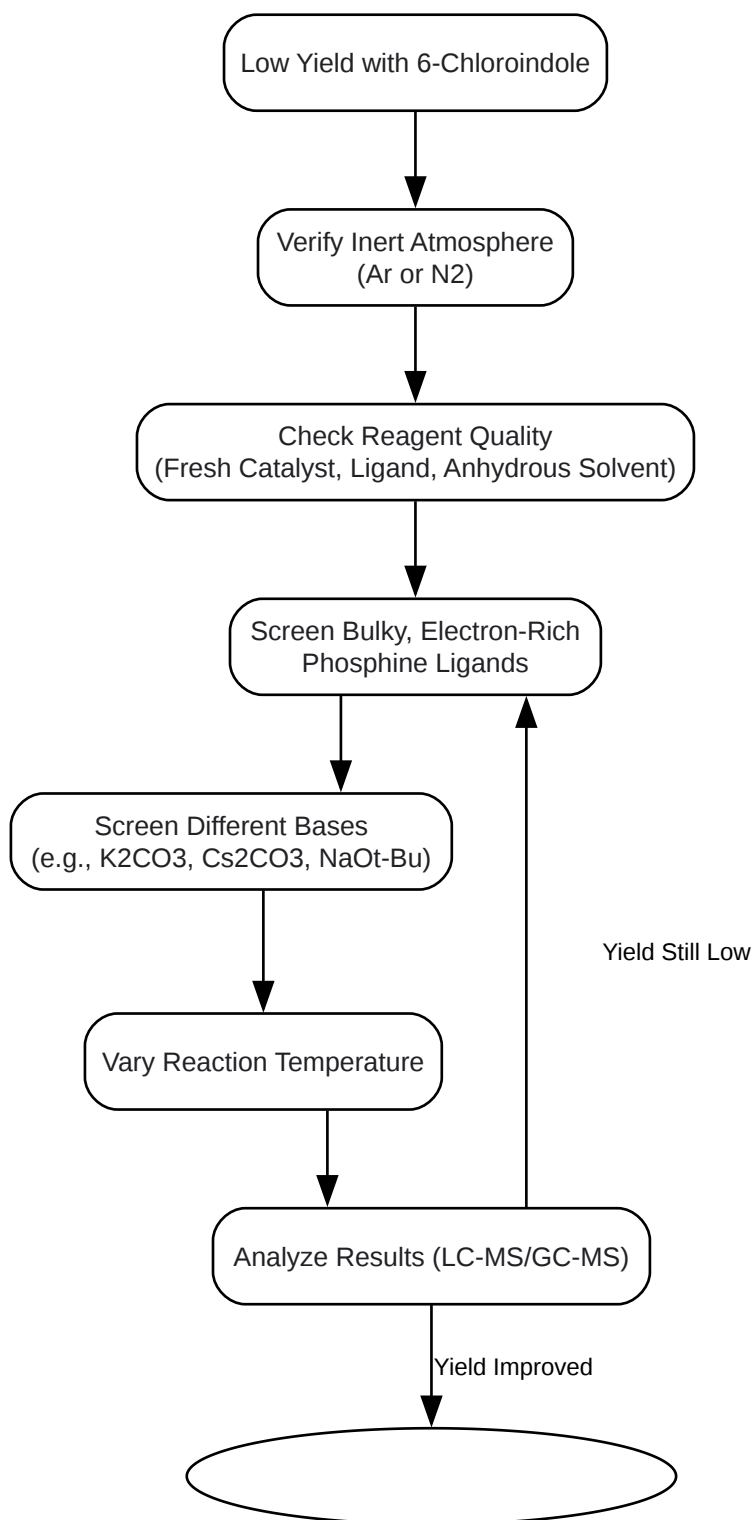 Low Yield with 6-Chloroindole
Verify Inert Atmosphere
(Ar or N2)
Check Reagent Quality
(Fresh Catalyst, Ligand, Anhydrous Solvent)
Screen Bulky, Electron-Rich
Phosphine Ligands
Screen Different Bases
(e.g., K2CO3, Cs2CO3, NaOt-Bu)
Yield Still Low
Vary Reaction Temperature
Analyze Results (LC-MS/GC-MS)
Yield Improved